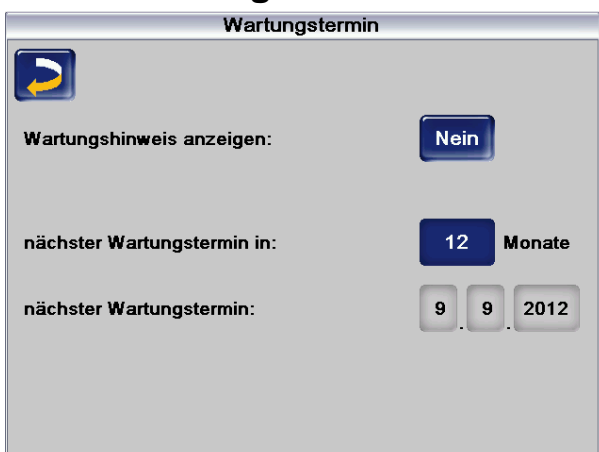 Wartungstermin
Wartungshinweis anzeigen: Nein
nächster Wartungstermin in: 12 Monate
nächster Wartungstermin: 9 . 9 . 2012